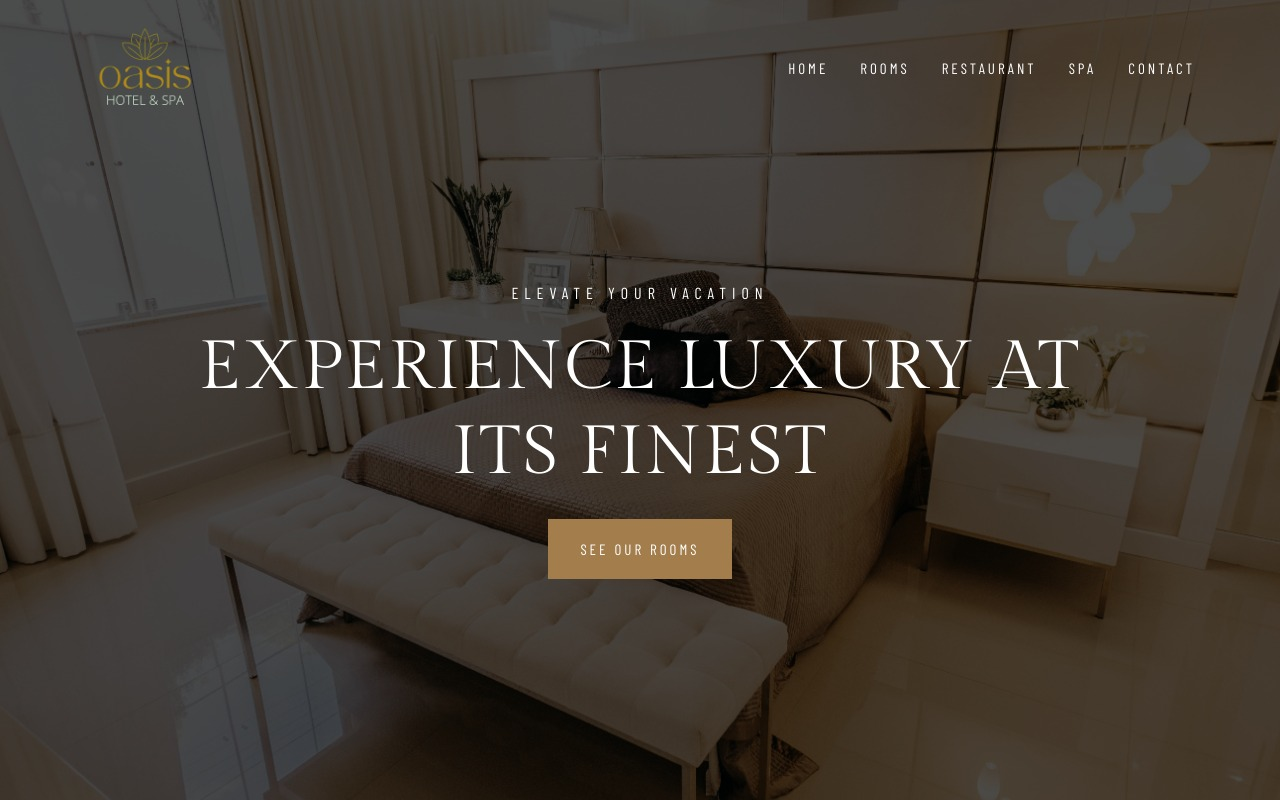 oasis
HOTEL & SPA
HOME ROOMS RESTAURANT SPA CONTACT
ELEVATE YOUR VACATION
EXPERIENCE LUXURY AT
ITS FINEST
SEE OUR ROOMS